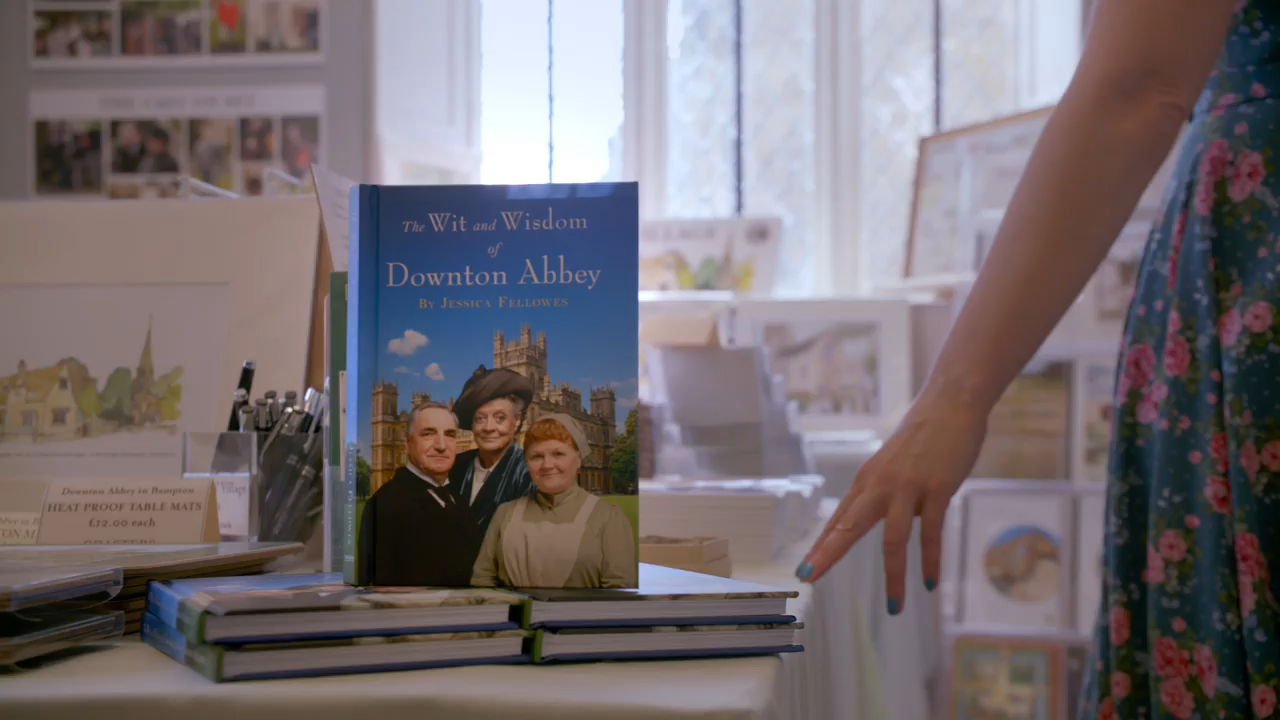 The Wit and Wisdom
of
Downton Abbey
By Jessica Fellowes
Downton Abbey in Bampton
HEAT PROOF TABLE MATS
£12.00 each
COASTERS